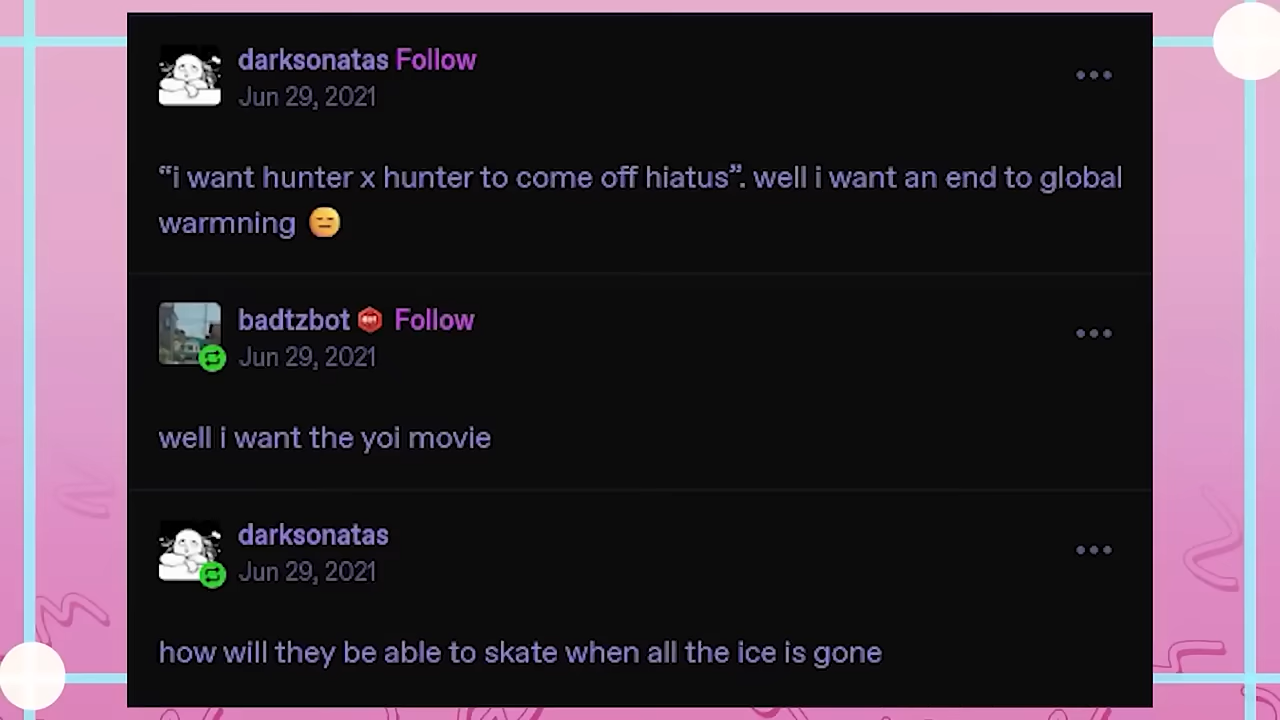 darksonatas Follow
Jun 29, 2021
“i want hunter x hunter to come off hiatus”. well i want an end to global
warmning 😑
badtzbot Follow
Jun 29, 2021
well i want the yoi movie
darksonatas
Jun 29, 2021
how will they be able to skate when all the ice is gone